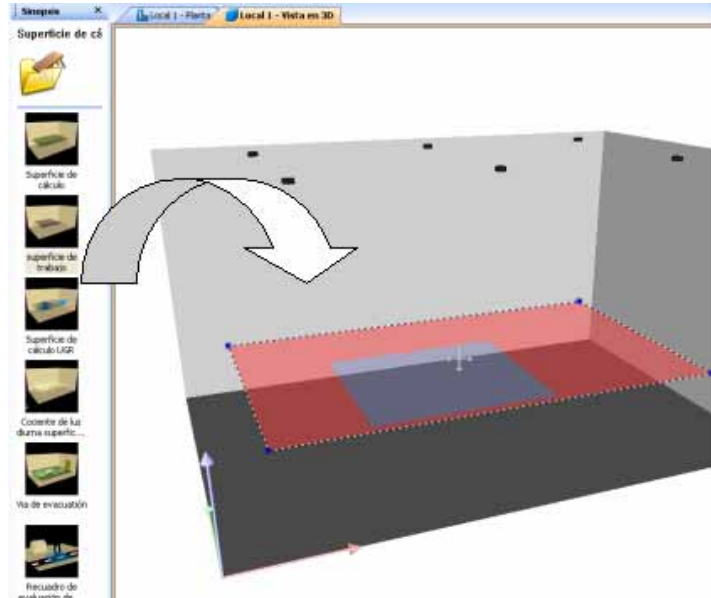 Sinopsis ×
Local 1 - Planta
Local 1 - Vista en 3D
Superficie de cá
Superficie de
cálculo
superficie de
trabajo
Superficie de
cálculo UGR
Cociente de luz
diurna superfic...
Vía de evacuación
Recuadro de
evaluación de ...